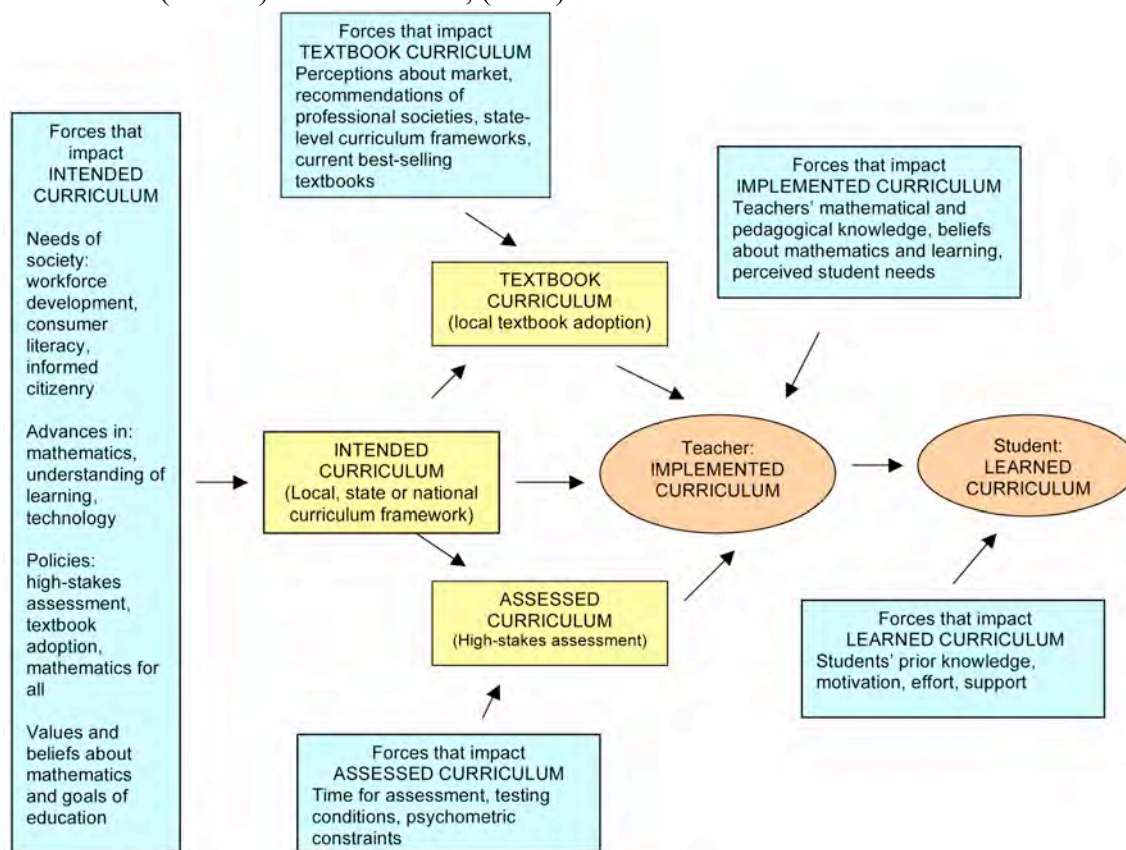 Forces that impact
TEXTBOOK CURRICULUM
Perceptions about market,
recommendations of
professional societies, state-
level curriculum frameworks,
current best-selling
textbooks
Forces that
impact
INTENDED
CURRICULUM
Needs of
society:
workforce
development,
consumer
literacy,
informed
citizenry
Advances in:
mathematics,
understanding of
learning,
technology
Policies:
high-stakes
assessment,
textbook
adoption,
mathematics for
all
Values and
beliefs about
mathematics
and goals of
education
Forces that impact
IMPLEMENTED CURRICULUM
Teachers' mathematical and
pedagogical knowledge, beliefs
about mathematics and learning,
perceived student needs
TEXTBOOK
CURRICULUM
(local textbook adoption)
INTENDED
CURRICULUM
(Local, state or national
curriculum framework)
Teacher:
IMPLEMENTED
CURRICULUM
Student:
LEARNED
CURRICULUM
ASSESSED
CURRICULUM
(High-stakes assessment)
Forces that impact
LEARNED CURRICULUM
Students' prior knowledge,
motivation, effort, support
Forces that impact
ASSESSED CURRICULUM
Time for assessment, testing
conditions, psychometric
constraints